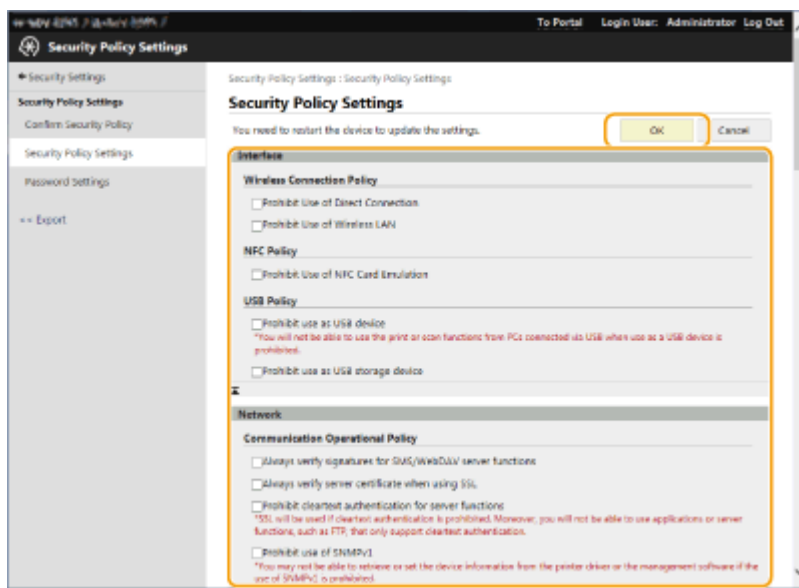 To Portal Login User: Administrator Log Out
Security Policy Settings
Security Settings
Security Policy Settings
Confirm Security Policy
Security Policy Settings
Password Settings
Export
Security Policy Settings : Security Policy Settings
Security Policy Settings
You need to restart the device to update the settings.
OK
Cancel
Interface
Wireless Connection Policy
Prohibit Use of Direct Connection
Prohibit Use of Wireless LAN
NFC Policy
Prohibit Use of NFC Card Emulation
USB Policy
Prohibit use as USB device
*You will not be able to use the print or scan functions from PCs connected via USB when use as a USB device is
prohibited.
Prohibit use as USB storage device
Network
Communication Operational Policy
Always verify signatures for SMS/WebDAV server functions
Always verify server certificate when using SSL
Prohibit cleartext authentication for server functions
*SSL will be used if cleartext authentication is prohibited. Moreover, you will not be able to use applications or server
functions, such as FTP, that only support cleartext authentication.
Prohibit use of SNMPv1
*You may not be able to retrieve or set the device information from the printer driver or the management software if the
use of SNMPv1 is prohibited.